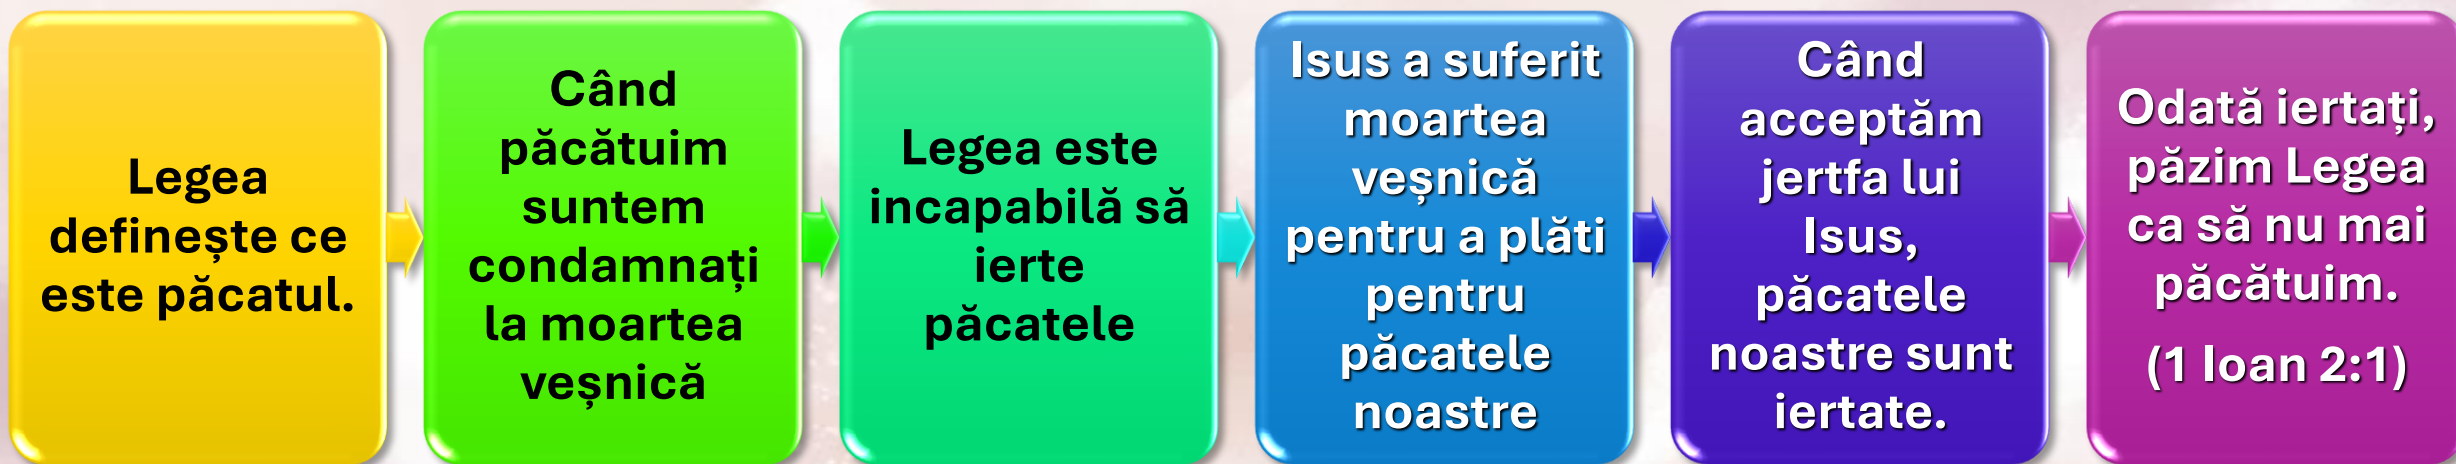 Legea
definește ce
este păcatul.
Când
păcătuim
suntem
condamnați
la moartea
veșnică
Legea este
incapabilă să
ierte
păcatele
Isus a suferit
moartea
veșnică
pentru a plăti
pentru
păcatele
noastre
Când
acceptăm
jertfa lui
Isus,
păcatele
noastre sunt
iertate.
Odată iertați,
păzim Legea
ca să nu mai
păcătuim.
(1 Ioan 2:1)